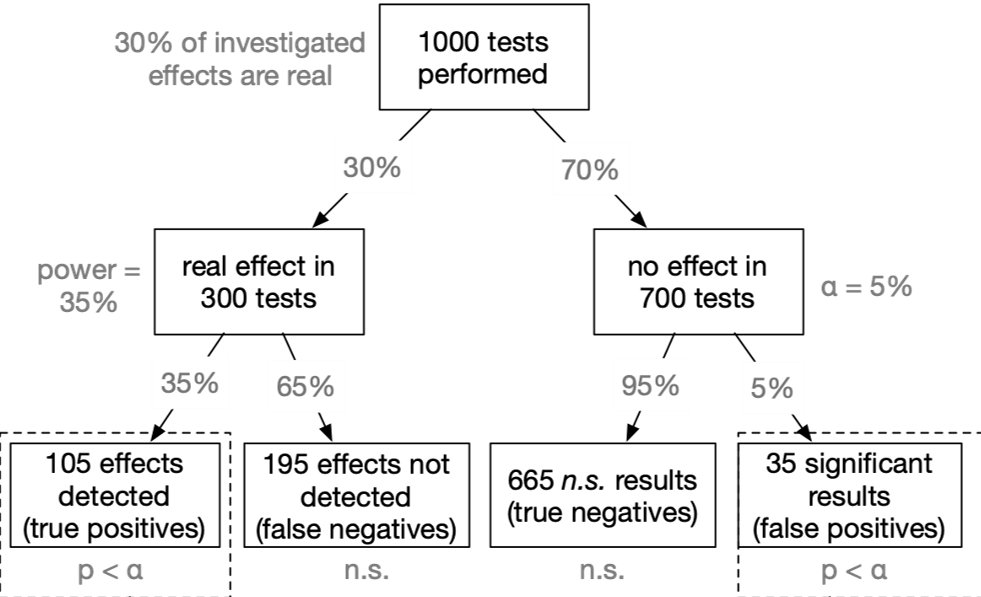 30% of investigated
effects are real
1000 tests
performed
30%
70%
power =
35%
real effect in
300 tests
no effect in
700 tests
α = 5%
35%
65%
95%
5%
105 effects
detected
(true positives)
195 effects not
detected
(false negatives)
665 n.s. results
(true negatives)
35 significant
results
(false positives)
p < α
n.s.
n.s.
p < α